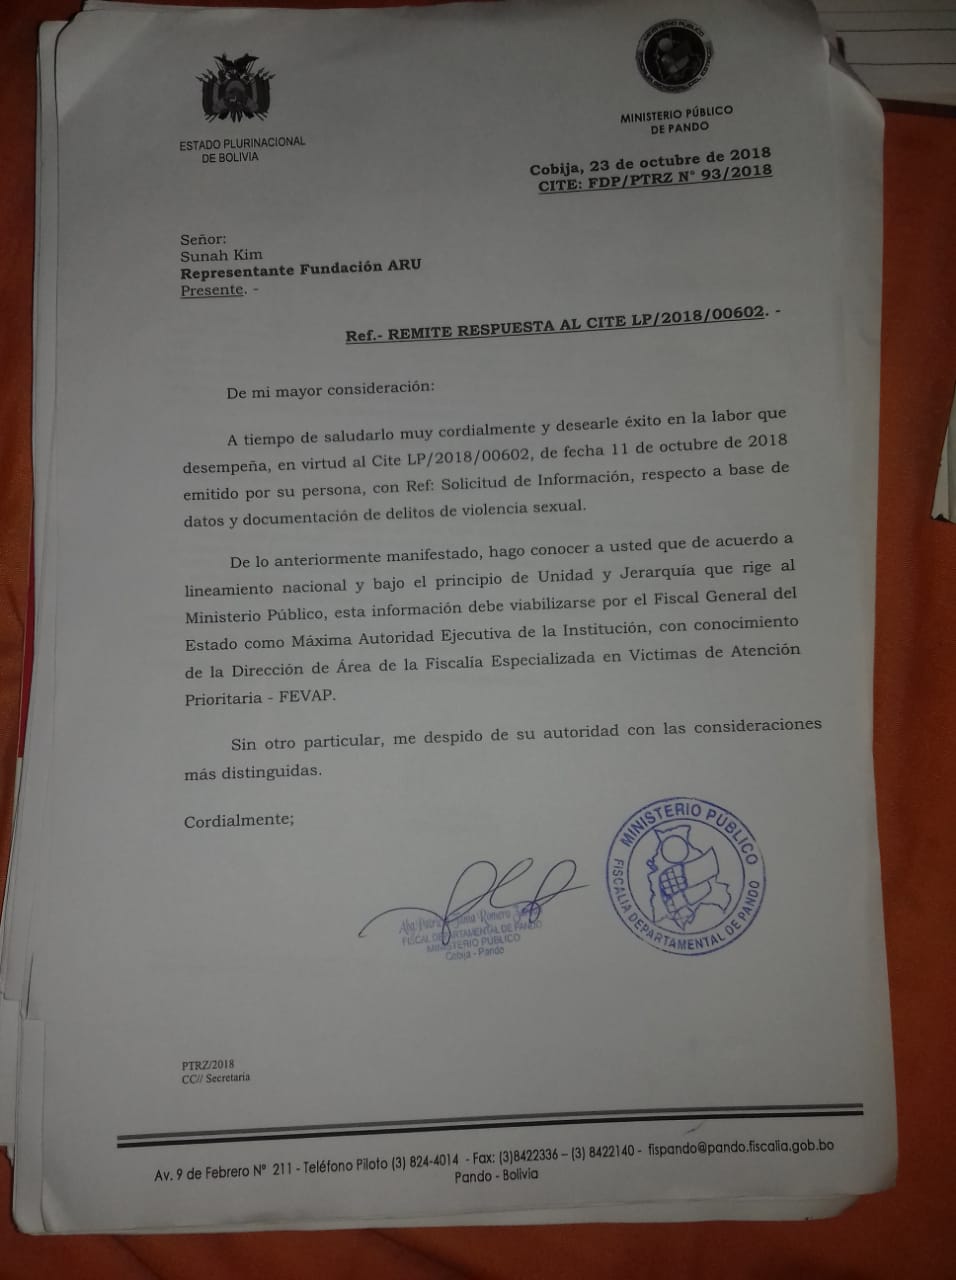 ESTADO PLURINACIONAL
DE BOLIVIA
MINISTERIO PÚBLICO
DE PANDO
Cobija, 23 de octubre de 2018
CITE: FDP/PTRZ N° 93/2018
Señor:
Sunah Kim
Representante Fundación ARU
Presente. -
Ref.- REMITE RESPUESTA AL CITE LP/2018/00602. -
De mi mayor consideración:
A tiempo de saludarlo muy cordialmente y desearle éxito en la labor que
desempeña, en virtud al Cite LP/2018/00602, de fecha 11 de octubre de 2018
emitido por su persona, con Ref: Solicitud de Información, respecto a base de
datos y documentación de delitos de violencia sexual.
De lo anteriormente manifestado, hago conocer a usted que de acuerdo a
lineamiento nacional y bajo el principio de Unidad y Jerarquía que rige al
Ministerio Público, esta información debe viabilizarse por el Fiscal General del
Estado como Máxima Autoridad Ejecutiva de la Institución, con conocimiento
de la Dirección de Área de la Fiscalía Especializada en Victimas de Atención
Prioritaria - FEVAP.
Sin otro particular, me despido de su autoridad con las consideraciones
más distinguidas.
Cordialmente;
MINISTERIO PÚBLICO
FISCALIA DEPARTAMENTAL DE PANDO
Romero
FISCAL DEPARTAMENTAL DE PANDO
MINISTERIO PÚBLICO
Cobija - Pando
PTRZ/2018
CC// Secretaria
Av. 9 de Febrero N° 211 - Teléfono Piloto (3) 824-4014 - Fax: (3)8422336 – (3) 8422140 - fispando@pando.fiscalia.gob.bo
Pando - Bolivia